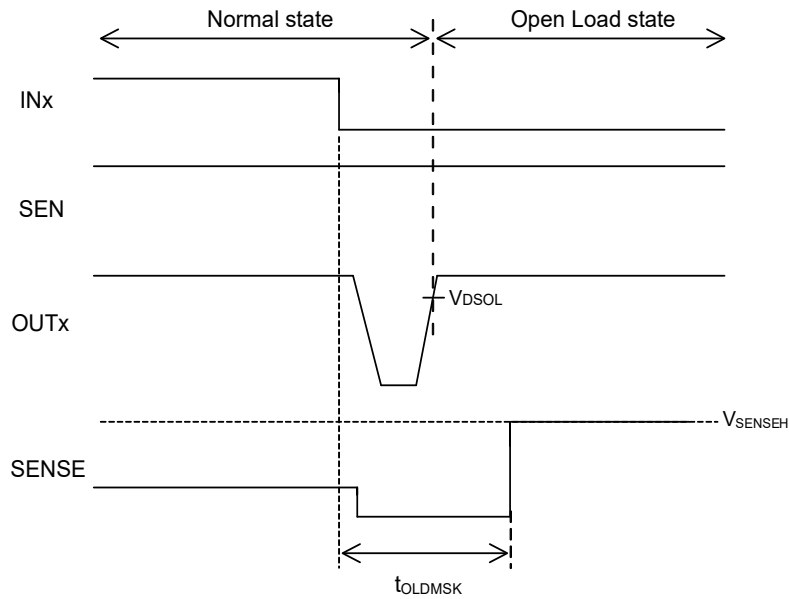 Normal state
Open Load state
INx
SEN
VDSOL
OUTx
VSENSEH
SENSE
tOLDMSK